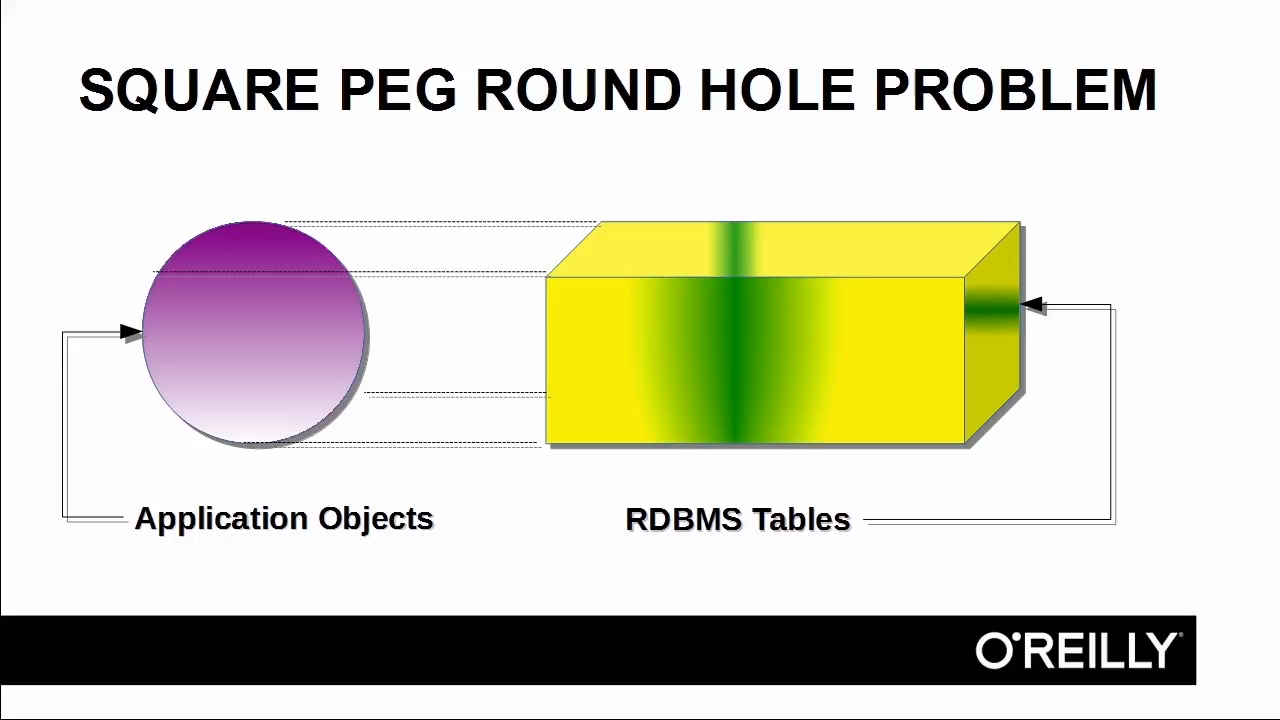 SQUARE PEG ROUND HOLE PROBLEM
Application Objects
RDBMS Tables
O'REILLY®